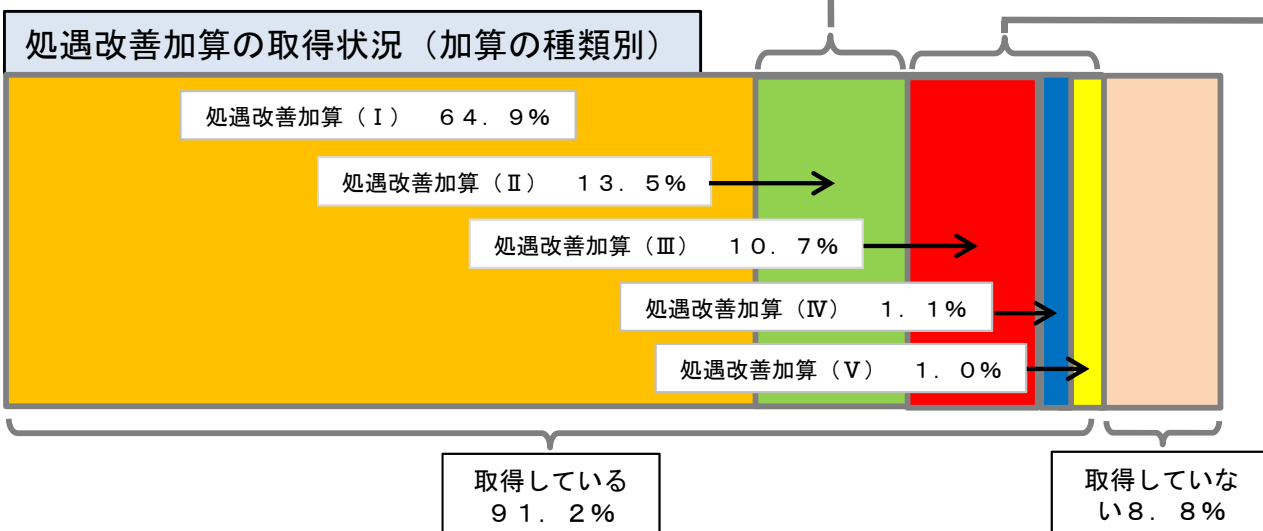 処遇改善加算の取得状況（加算の種類別）
処遇改善加算（Ⅰ）　６４．９％
処遇改善加算（Ⅱ）　１３．５％
処遇改善加算（Ⅲ）　１０．７％
処遇改善加算（Ⅳ）　１．１％
処遇改善加算（Ⅴ）　１．０％
取得している
９１．２％
取得していな
い８．８％